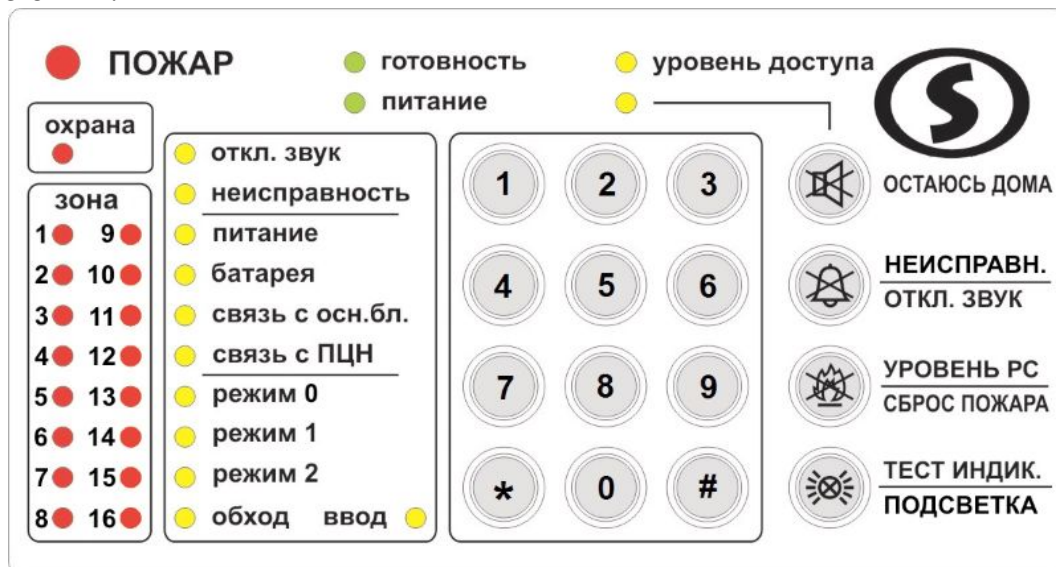 ПОЖАР
готовность
уровень доступа
питание
охрана
зона
1 9
2 10
3 11
4 12
5 13
6 14
7 15
8 16
откл. звук
неисправность
питание
батарея
связь с осн.бл.
связь с ПЦН
режим 0
режим 1
режим 2
обход ввод
1 2 3
4 5 6
7 8 9
* 0 #
S
ОСТАЮСЬ ДОМА
НЕИСПРАВН.
ОТКЛ. ЗВУК
УРОВЕНЬ РС
СБРОС ПОЖАРА
ТЕСТ ИНДИК.
ПОДСВЕТКА